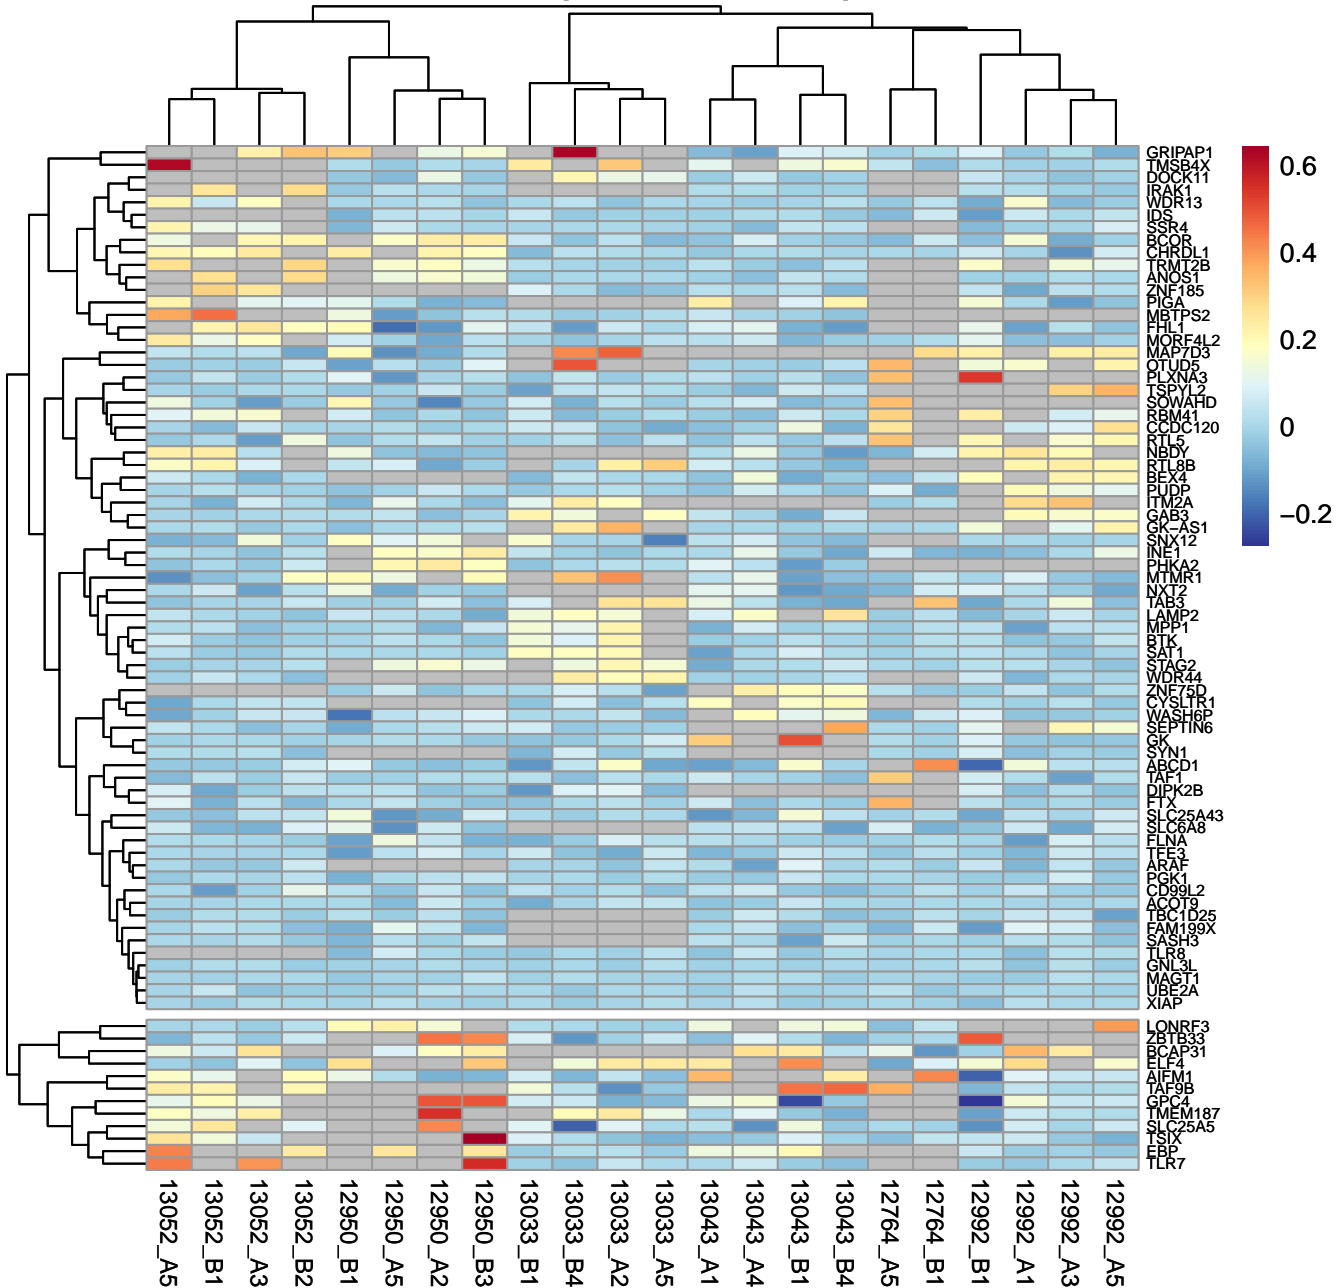 GRIPAP1
TMSB4X
DOCK11
IRAK1
WDR13
IDS
SSR4
BCOR
CHRDL1
TRMT2B
ANOS1
ZNF185
PIGA
MBTPS2
FHL1
MORF4L2
MAP7D3
OTUD5
PLXNA3
TSPYL2
SOWAHD
RBM41
CCDC120
RTL5
NBDY
RTL8B
BEX4
PUDP
ITM2A
GAB3
GK−AS1
SNX12
INE1
PHKA2
MTMR1
NXT2
TAB3
LAMP2
MPP1
BTK
SAT1
STAG2
WDR44
ZNF75D
CYSLTR1
WASH6P
SEPTIN6
GK
SYN1
ABCD1
TAF1
DIPK2B
FTX
SLC25A43
SLC6A8
FLNA
TFE3
ARAF
PGK1
CD99L2
ACOT9
TBC1D25
FAM199X
SASH3
TLR8
GNL3L
MAGT1
UBE2A
XIAP
LONRF3
ZBTB33
BCAP31
ELF4
AIFM1
TAF9B
GPC4
TMEM187
SLC25A5
TSIX
EBP
TLR7
13052_A5
13052_B1
13052_A3
13052_B2
12950_B1
12950_A5
12950_A2
12950_B3
13033_B1
13033_B4
13033_A2
13033_A5
13043_A1
13043_A4
13043_B1
13043_B4
12764_A5
12764_B1
12992_B1
12992_A1
12992_A3
12992_A5
0.6
0.4
0.2
0
−0.2